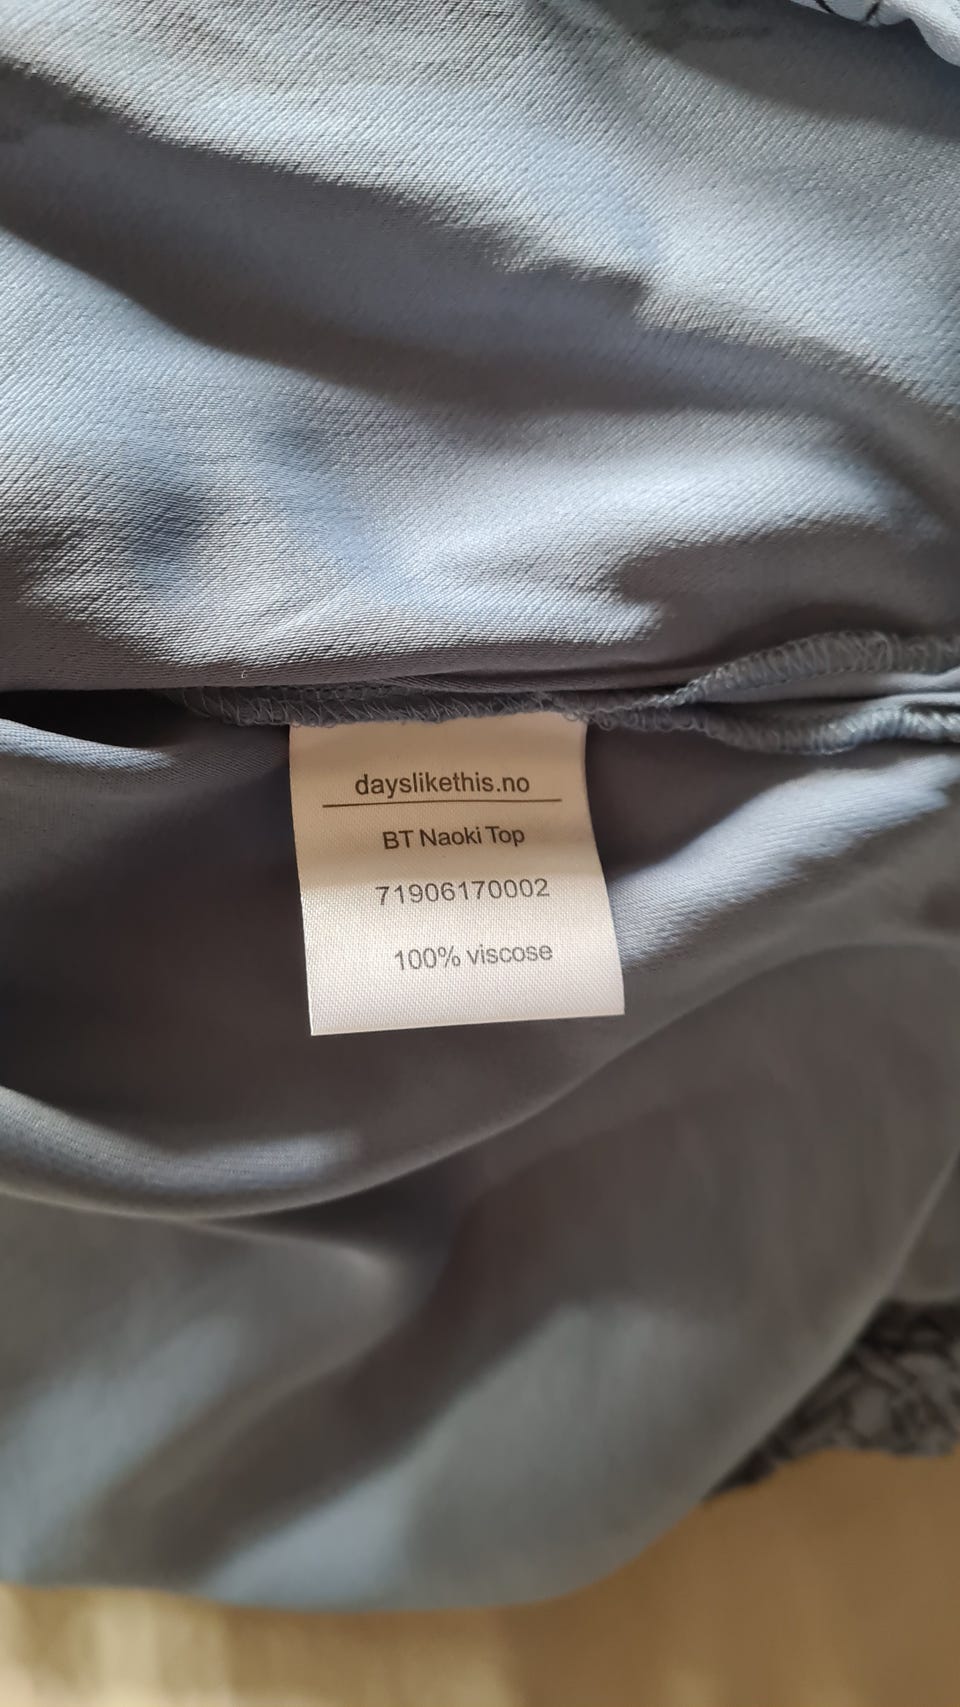 dayslikethis.no
BT Naoki Top
71906170002
100% viscose